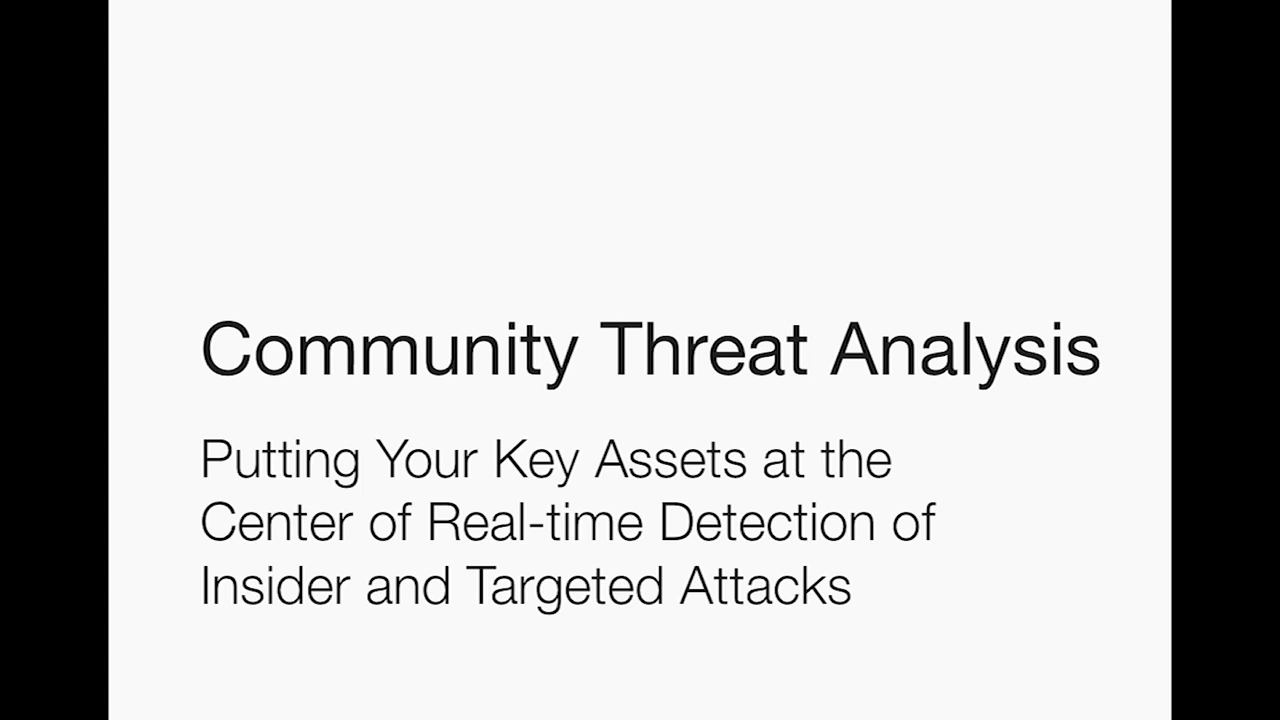 Community Threat Analysis
Putting Your Key Assets at the
Center of Real-time Detection of
Insider and Targeted Attacks